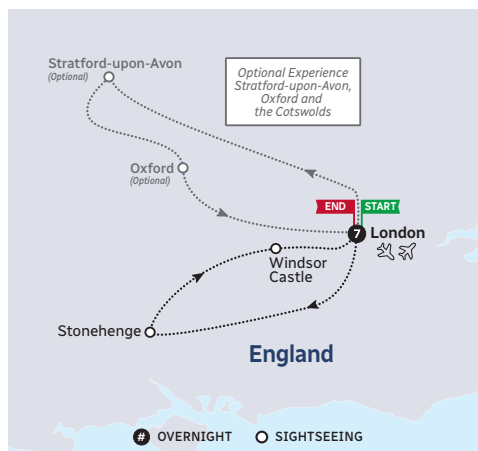 Stratford-upon-Avon
(Optional)
Optional Experience
Stratford-upon-Avon,
Oxford and
the Cotswolds
Oxford
(Optional)
END
START
7
London
Windsor
Castle
Stonehenge
England
# OVERNIGHT
SIGHTSEEING